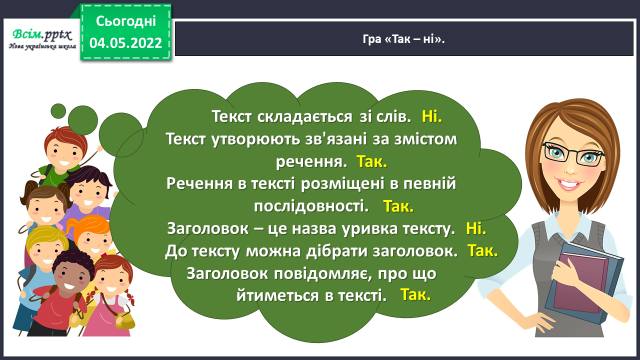 Всім.pptx
Нова українська школа
Сьогодні
04.05.2022
Гра «Так – ні».
Текст складається зі слів. Ні.
Текст утворюють зв'язані за змістом
речення. Так.
Речення в тексті розміщені в певній
послідовності. Так.
Заголовок – це назва уривка тексту. Ні.
До тексту можна дібрати заголовок. Так.
Заголовок повідомляє, про що
йтиметься в тексті. Так.